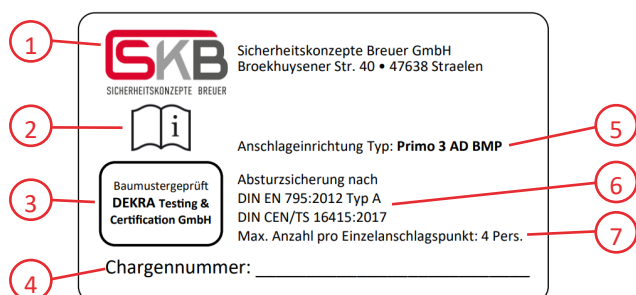 1
SKB
SICHERHEITSKONZEPTE BREUER
Sicherheitskonzepte Breuer GmbH
Broekhuysener Str. 40 • 47638 Straelen
2
i
Anschlageinrichtung Typ: Primo 3 AD BMP
5
3
Baumustergeprüft
DEKRA Testing &
Certification GmbH
Absturzsicherung nach
DIN EN 795:2012 Typ A
DIN CEN/TS 16415:2017
Max. Anzahl pro Einzelanschlagspunkt: 4 Pers.
6
7
4
Chargennummer: ______________________________